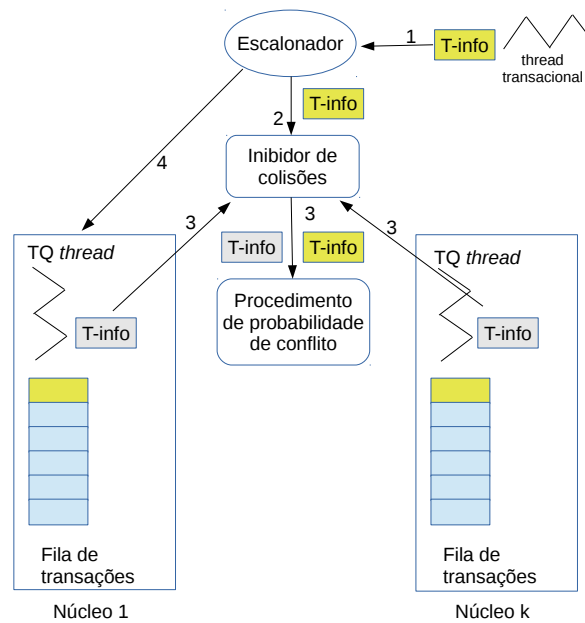 Escalonador
1
T-info
thread
transacional
T-info
2
4
Inibidor de
colisões
3
3
3
TQ thread
T-info
T-info
TQ thread
Procedimento
de probabilidade
de conflito
T-info
T-info
Fila de
transações
Fila de
transações
Núcleo 1
Núcleo k